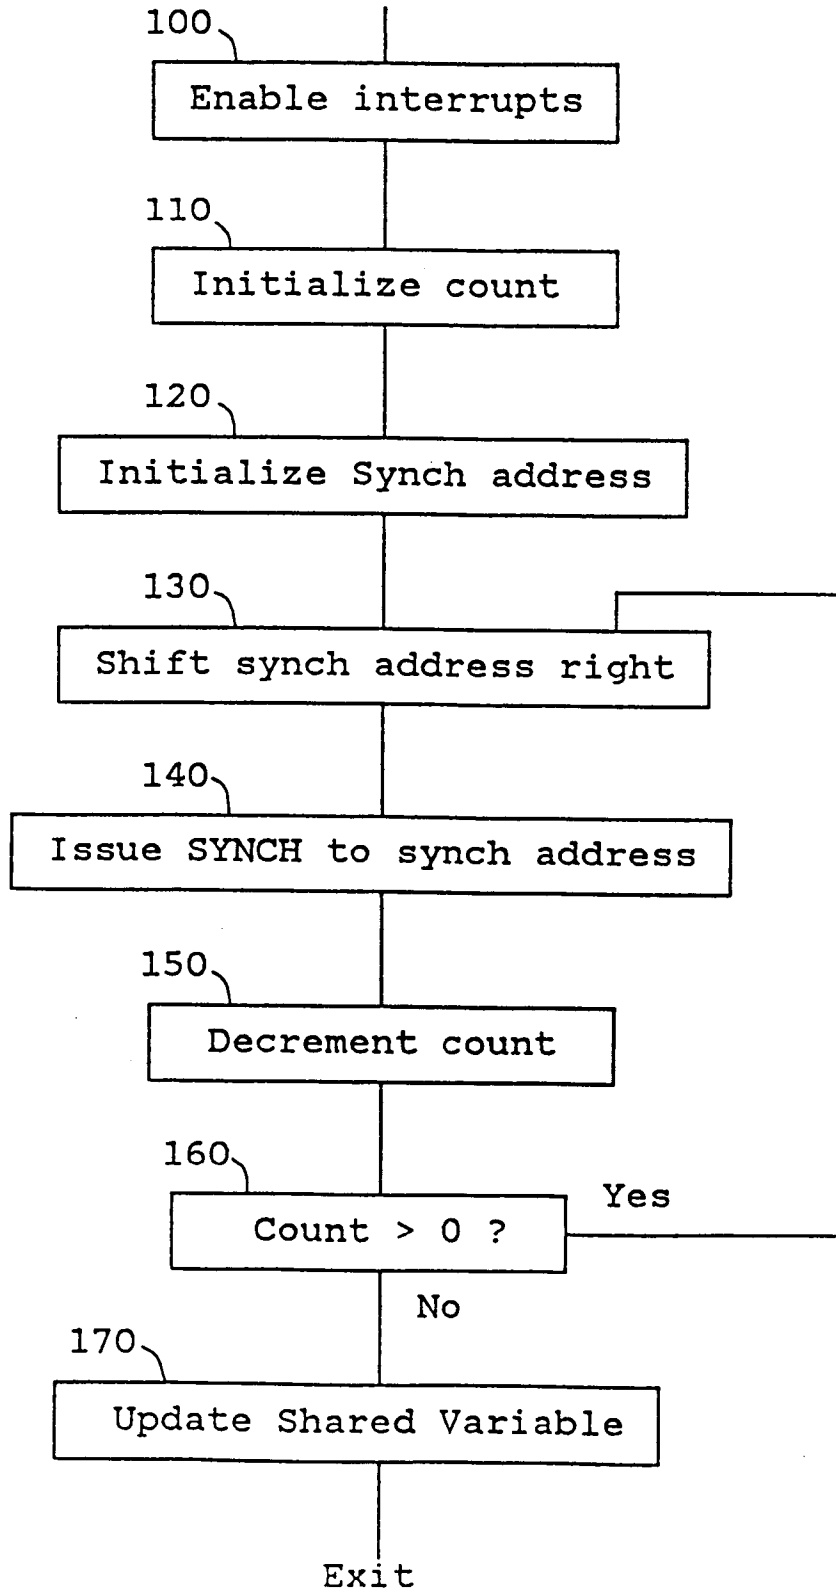 100
Enable interrupts
110
Initialize count
120
Initialize Synch address
130
Shift synch address right
140
Issue SYNCH to synch address
150
Decrement count
160
Count > 0 ?
Yes
No
170
Update Shared Variable
Exit